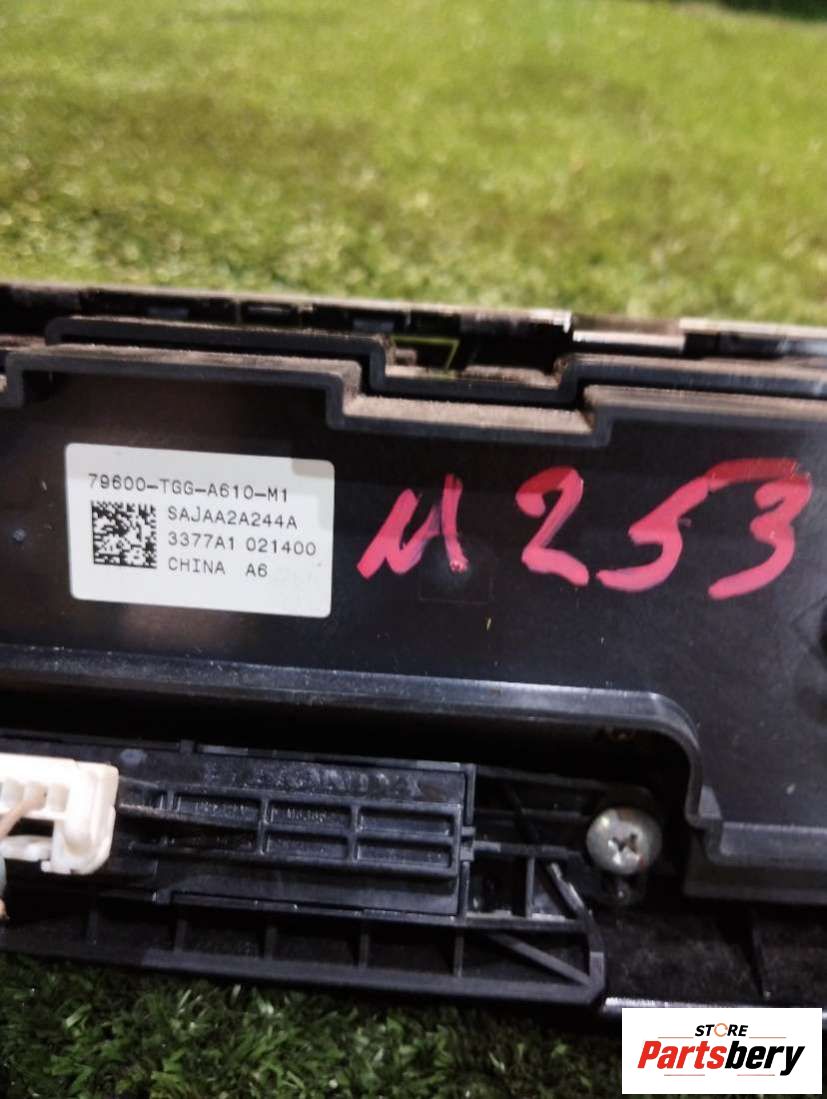 79600-TGG-A610-M1
SAJAA2A244A
3377A1 021400
CHINA A6
M253
STORE
Partsbery